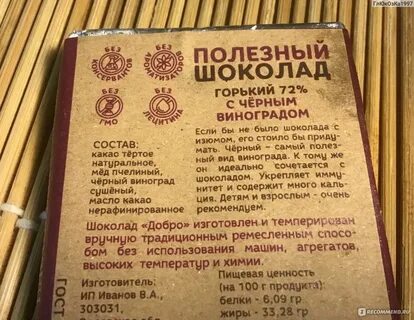 ГлЮкОзКа1997
БЕЗ КОНСЕРВАНТОВ
БЕЗ АРОМАТИЗАТОРОВ
БЕЗ ГМО
БЕЗ ЛЕЦИТИНА
ПОЛЕЗНЫЙ
ШОКОЛАД
ГОРЬКИЙ 72%
С ЧЁРНЫМ
ВИНОГРАДОМ
СОСТАВ:
какао тёртое
натуральное,
мёд пчелиный,
чёрный виноград
сушёный,
масло какао
нерафинированное
Если бы не было шоколада с
изюмом, его стоило бы приду-
мать. Чёрный – самый полез-
ный вид винограда. К тому же
он идеально сочетается с
шоколадом. Укрепляет имму-
нитет и содержит много каль-
ция. Детям и взрослым – очень
рекомендуем.
Шоколад «Добро» изготовлен и темперирован
вручную традиционным ремесленным спосо-
бом без использования машин, агрегатов,
высоких температур и химии.
ГОСТ
Изготовитель:
ИП Иванов В.А.,
303031,
Пищевая ценность
(на 100 г продукта):
белки - 6,09 гр.
жиры - 33,28 гр.
IRECOMMEND.RU